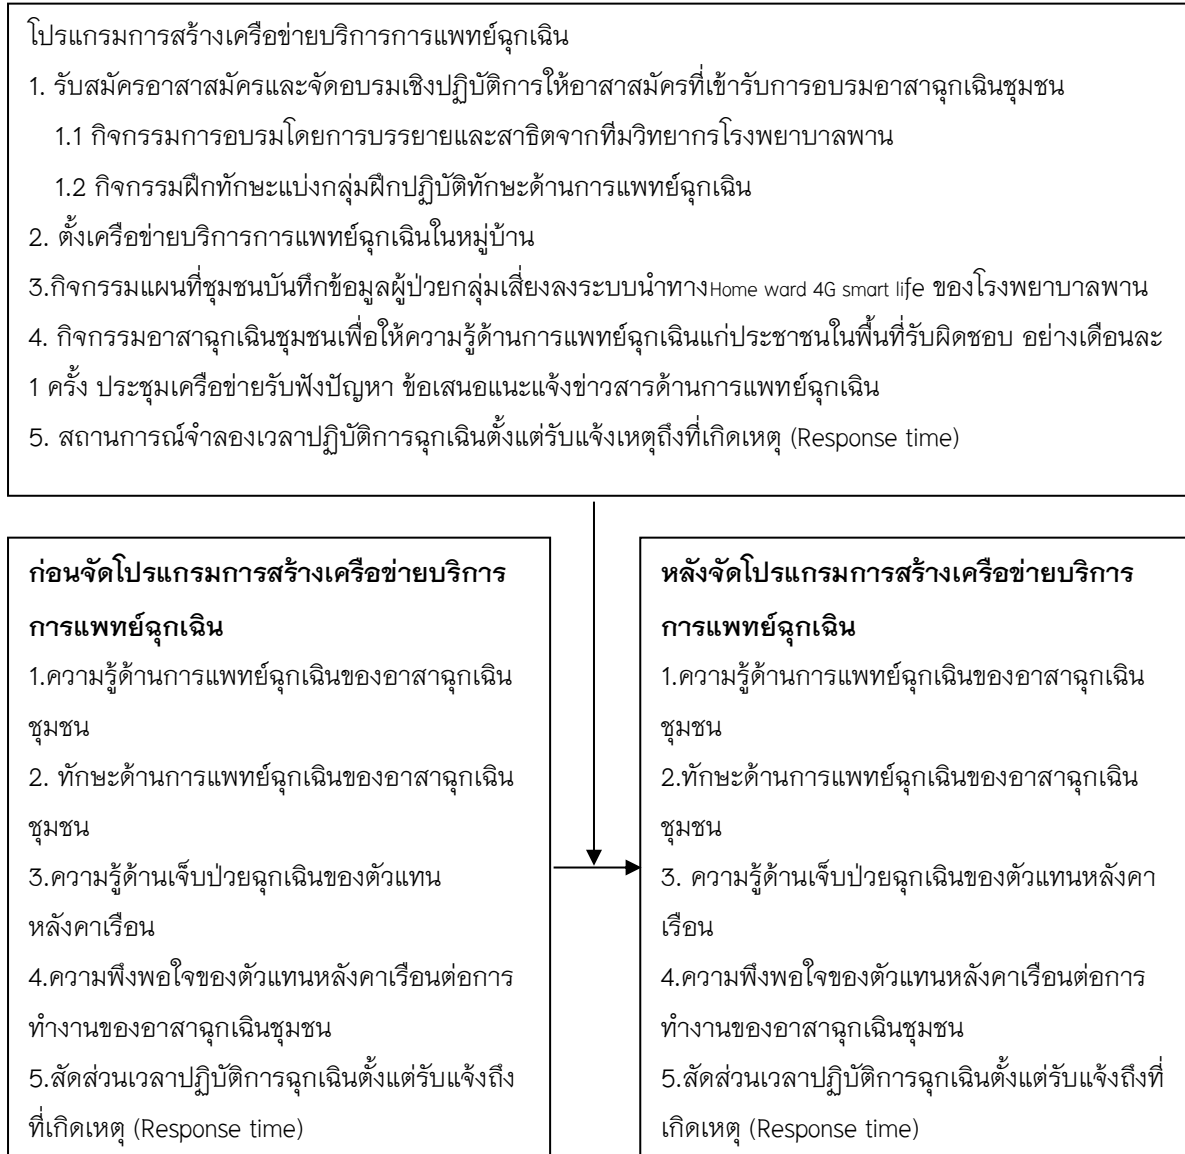 โปรแกรมการสร้างเครือข่ายบริการการแพทย์ฉุกเฉิน
1. รับสมัครอาสาสมัครและจัดอบรมเชิงปฏิบัติการให้อาสาสมัครที่เข้ารับการอบรมอาสาฉุกเฉินชุมชน
1.1 กิจกรรมการอบรมโดยการบรรยายและสาธิตจากทีมวิทยากรโรงพยาบาลพาน
1.2 กิจกรรมฝึกทักษะแบ่งกลุ่มฝึกปฏิบัติทักษะด้านการแพทย์ฉุกเฉิน
2. ตั้งเครือข่ายบริการการแพทย์ฉุกเฉินในหมู่บ้าน
3.กิจกรรมแผนที่ชุมชนบันทึกข้อมูลผู้ป่วยกลุ่มเสี่ยงลงระบบนำทางHome ward 4G smart life ของโรงพยาบาลพาน
4. กิจกรรมอาสาฉุกเฉินชุมชนเพื่อให้ความรู้ด้านการแพทย์ฉุกเฉินแก่ประชาชนในพื้นที่รับผิดชอบ อย่างเดือนละ
1 ครั้ง ประชุมเครือข่ายรับฟังปัญหา ข้อเสนอแนะแจ้งข่าวสารด้านการแพทย์ฉุกเฉิน
5. สถานการณ์จำลองเวลาปฏิบัติการฉุกเฉินตั้งแต่รับแจ้งเหตุถึงที่เกิดเหตุ (Response time)
ก่อนจัดโปรแกรมการสร้างเครือข่ายบริการ
การแพทย์ฉุกเฉิน
1.ความรู้ด้านการแพทย์ฉุกเฉินของอาสาฉุกเฉิน
ชุมชน
2. ทักษะด้านการแพทย์ฉุกเฉินของอาสาฉุกเฉิน
ชุมชน
3.ความรู้ด้านเจ็บป่วยฉุกเฉินของตัวแทน
หลังคาเรือน
4.ความพึงพอใจของตัวแทนหลังคาเรือนต่อการ
ทำงานของอาสาฉุกเฉินชุมชน
5.สัดส่วนเวลาปฏิบัติการฉุกเฉินตั้งแต่รับแจ้งถึง
ที่เกิดเหตุ (Response time)
หลังจัดโปรแกรมการสร้างเครือข่ายบริการ
การแพทย์ฉุกเฉิน
1.ความรู้ด้านการแพทย์ฉุกเฉินของอาสาฉุกเฉิน
ชุมชน
2.ทักษะด้านการแพทย์ฉุกเฉินของอาสาฉุกเฉิน
ชุมชน
3. ความรู้ด้านเจ็บป่วยฉุกเฉินของตัวแทนหลังคา
เรือน
4.ความพึงพอใจของตัวแทนหลังคาเรือนต่อการ
ทำงานของอาสาฉุกเฉินชุมชน
5.สัดส่วนเวลาปฏิบัติการฉุกเฉินตั้งแต่รับแจ้งถึงที่
เกิดเหตุ (Response time)